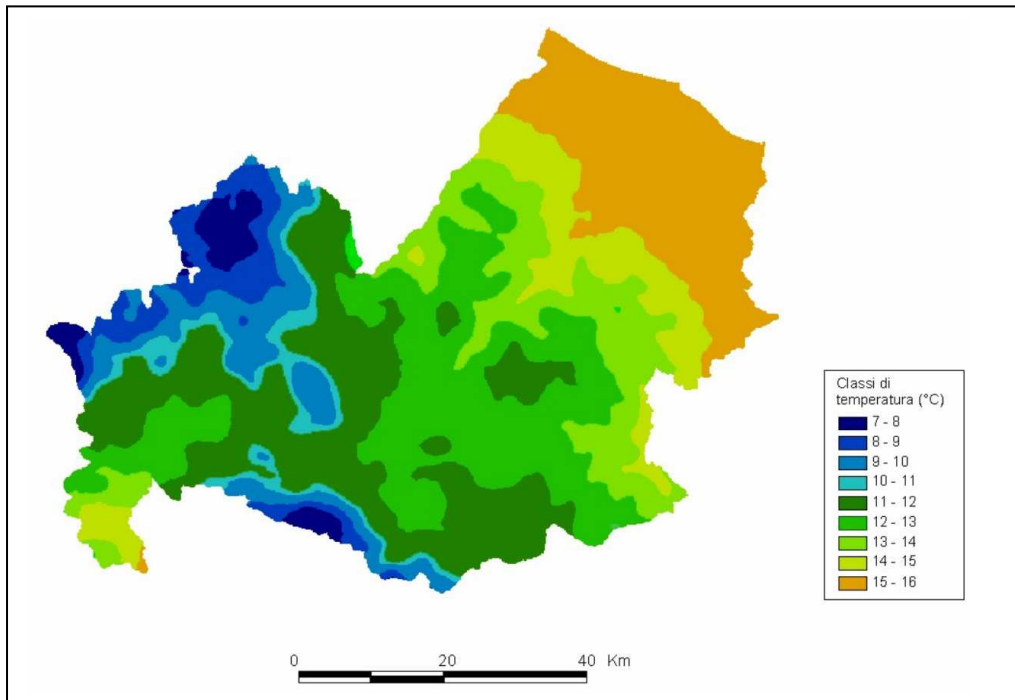 Classi di
temperatura (°C)
7 - 8
8 - 9
9 - 10
10 - 11
11 - 12
12 - 13
13 - 14
14 - 15
15 - 16
0 20 40 Km